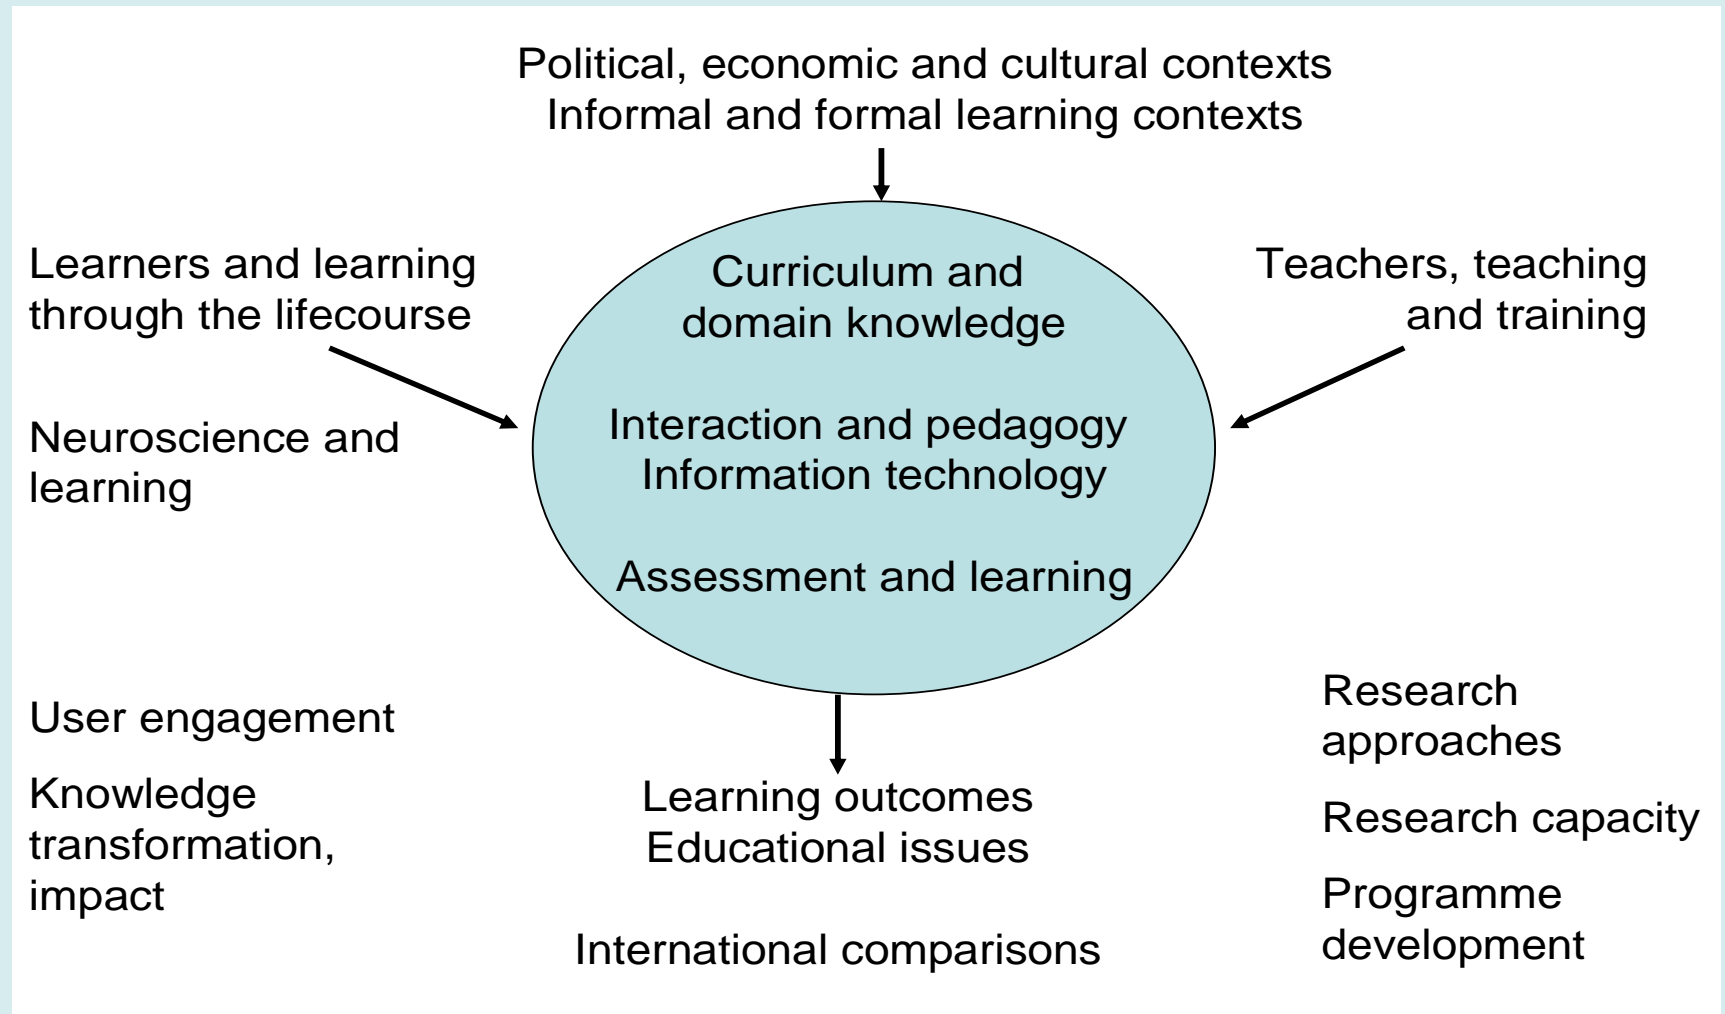 Political, economic and cultural contexts
Informal and formal learning contexts
Learners and learning
through the lifecourse
Neuroscience and
learning
Curriculum and
domain knowledge
Interaction and pedagogy
Information technology
Assessment and learning
Teachers, teaching
and training
User engagement
Knowledge
transformation,
impact
Learning outcomes
Educational issues
International comparisons
Research
approaches
Research capacity
Programme
development